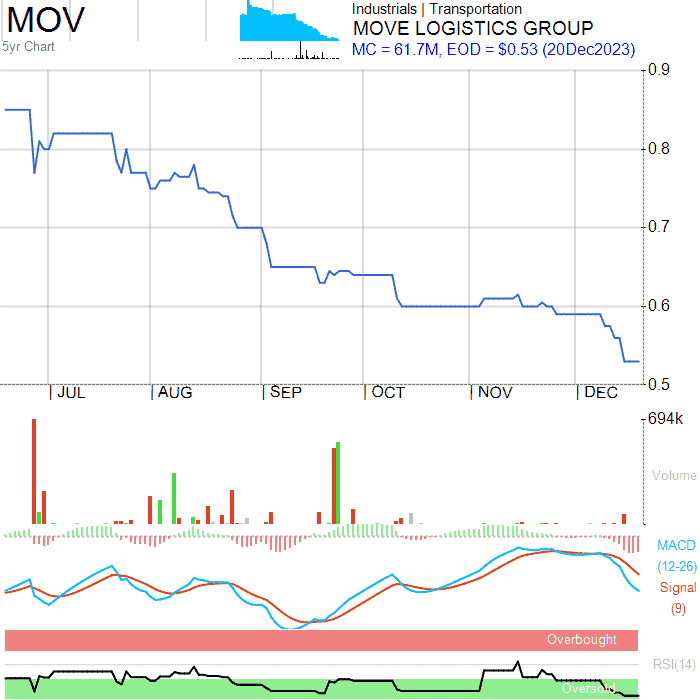 MOV
5yr Chart
Industrials | Transportation
MOVE LOGISTICS GROUP
MC = 61.7M, EOD = $0.53 (20Dec2023)
0.9
0.8
0.7
0.6
0.5
JUL AUG SEP OCT NOV DEC
694k
Volume
MACD
(12-26)
Signal
(9)
Overbought
RSI(14)
Oversold